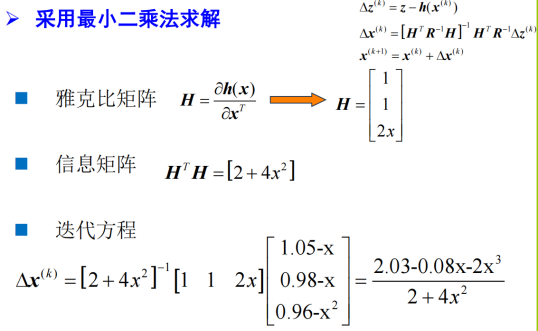 ➢ 采用最小二乘法求解
Δz^(k) = z − h(x^(k))
Δx^(k) = [H^T R^-1 H]^-1 H^T R^-1 Δz^(k)
x^(k+1) = x^(k) + Δx^(k)
■ 雅克比矩阵 H = ∂h(x)/∂x^T ⇒ H = [1; 1; 2x]
■ 信息矩阵 H^T H = [2 + 4x^2]
■ 迭代方程
Δx^(k) = [2 + 4x^2]^-1 [1 1 2x] [1.05-x; 0.98-x; 0.96-x^2] = (2.03-0.08x-2x^3)/(2 + 4x^2)